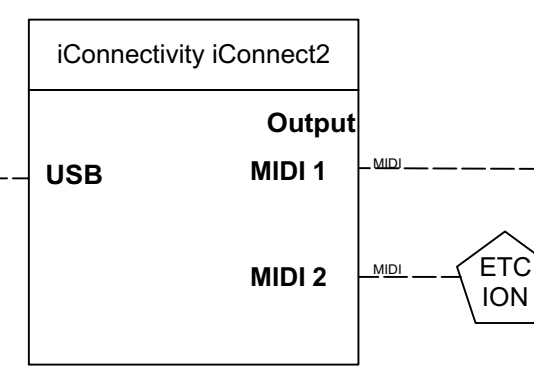 iConnectivity iConnect2
Output
USB
MIDI 1
MIDI
MIDI 2
MIDI
ETC
ION